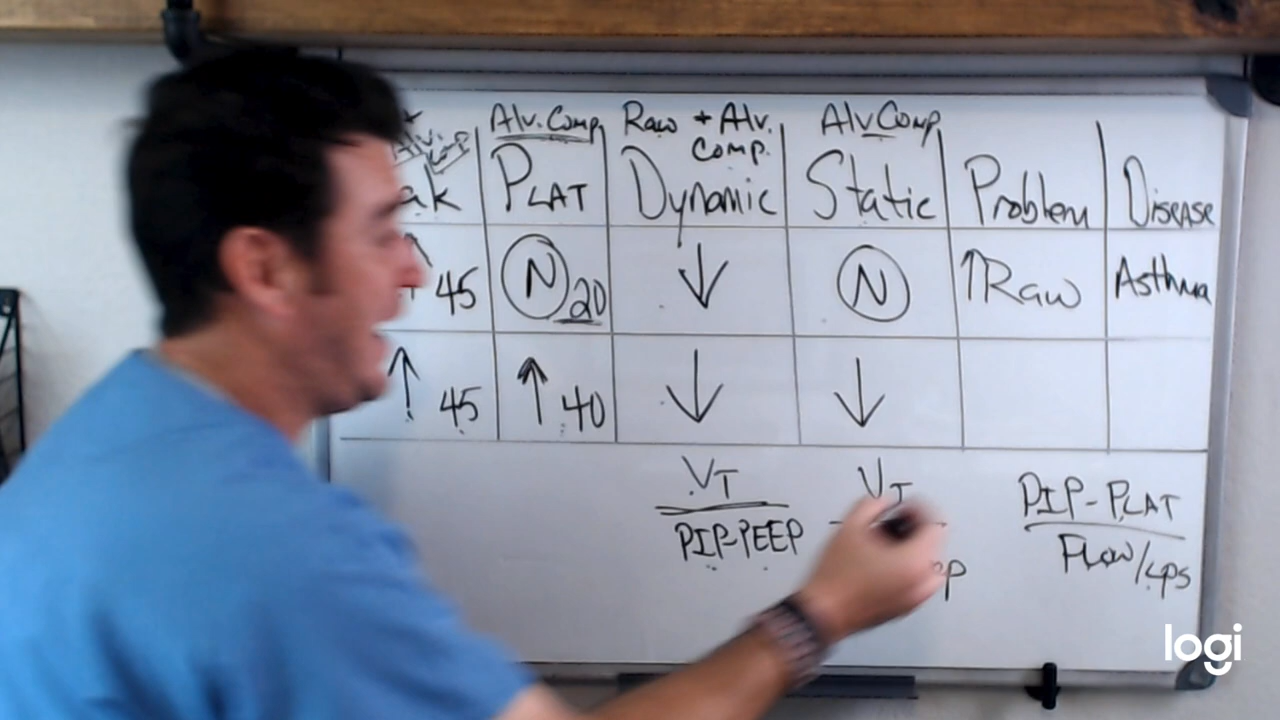 Alv. Comp. Raw + Alv. Comp. Alv Comp
ak PLAT Dynamic Static Problem Disease
↑ 45 N 20 ↓ N ↑Raw Asthma
↑ 45 ↑ 40 ↓ ↓
VT VT PIP-PLAT
PIP-PEEP Flow/LPS
logi